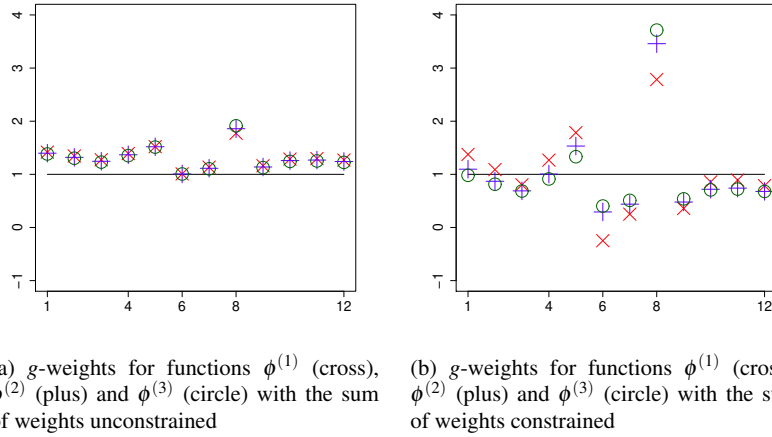 4
3
2
1
0
−1
1 4 6 8 12
4
3
2
1
0
−1
1 4 6 8 12
a) g-weights for functions ϕ(1) (cross),
(2) (plus) and ϕ(3) (circle) with the sum
of weights unconstrained
(b) g-weights for functions ϕ(1)
ϕ(2) (plus) and ϕ(3) (circle) with the
of weights constrained